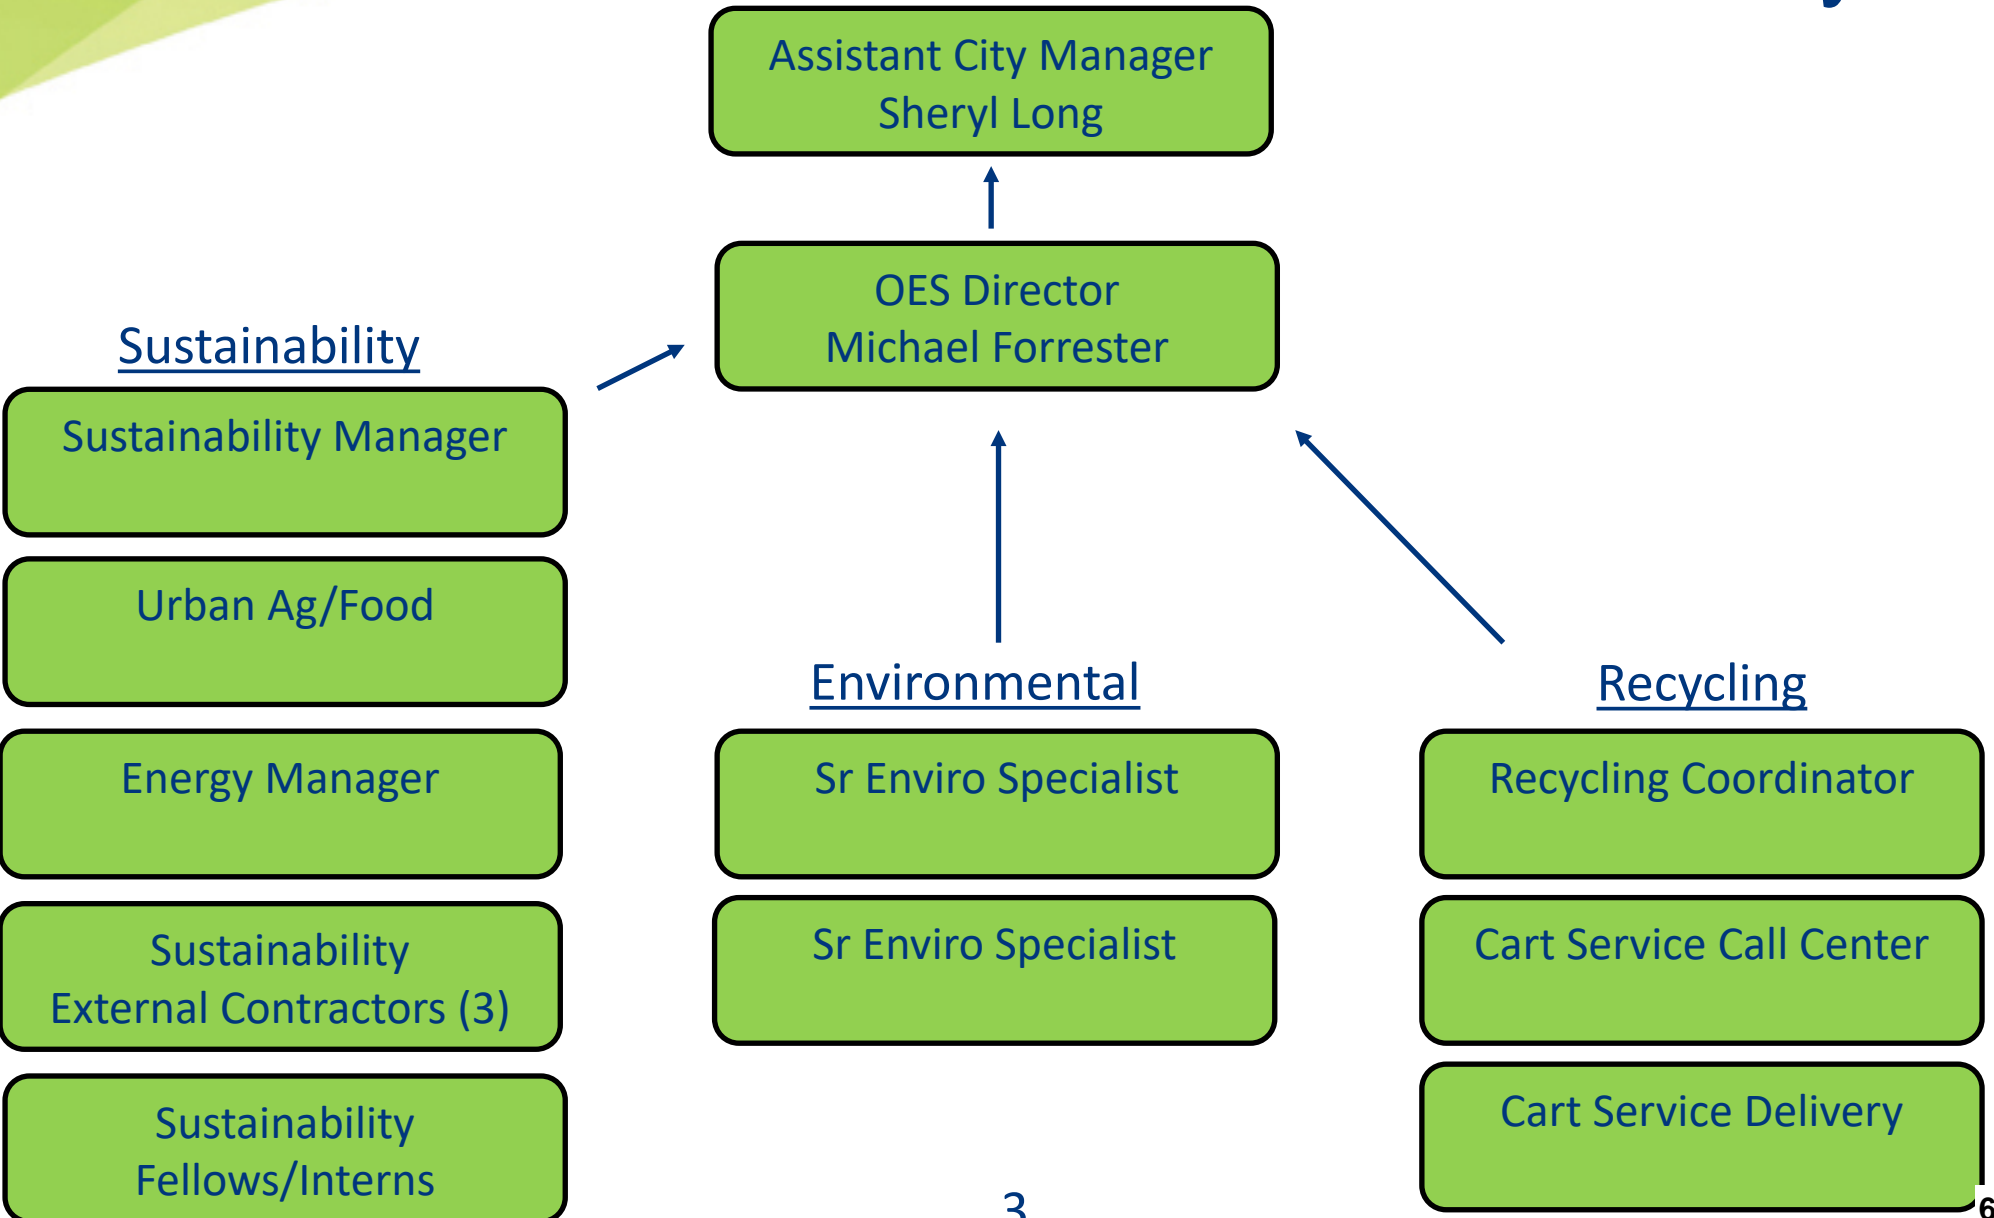 Assistant City Manager
Sheryl Long
OES Director
Michael Forrester
Sustainability
Sustainability Manager
Urban Ag/Food
Energy Manager
Sustainability
External Contractors (3)
Sustainability
Fellows/Interns
Environmental
Sr Enviro Specialist
Sr Enviro Specialist
Recycling
Recycling Coordinator
Cart Service Call Center
Cart Service Delivery
3
6